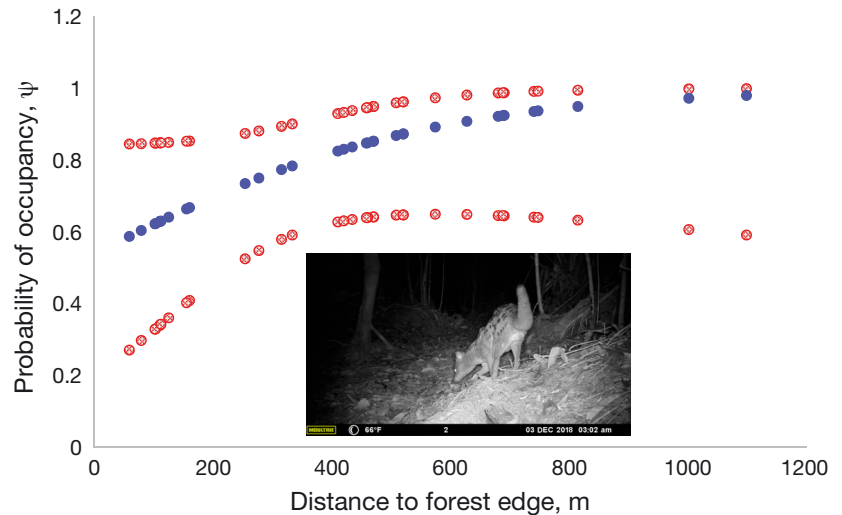 1.2
1
0.8
0.6
0.4
0.2
0
Probability of occupancy, ψ
MOULTRIE 66°F 2 03 DEC 2018 03:02 am
0 200 400 600 800 1000 1200
Distance to forest edge, m